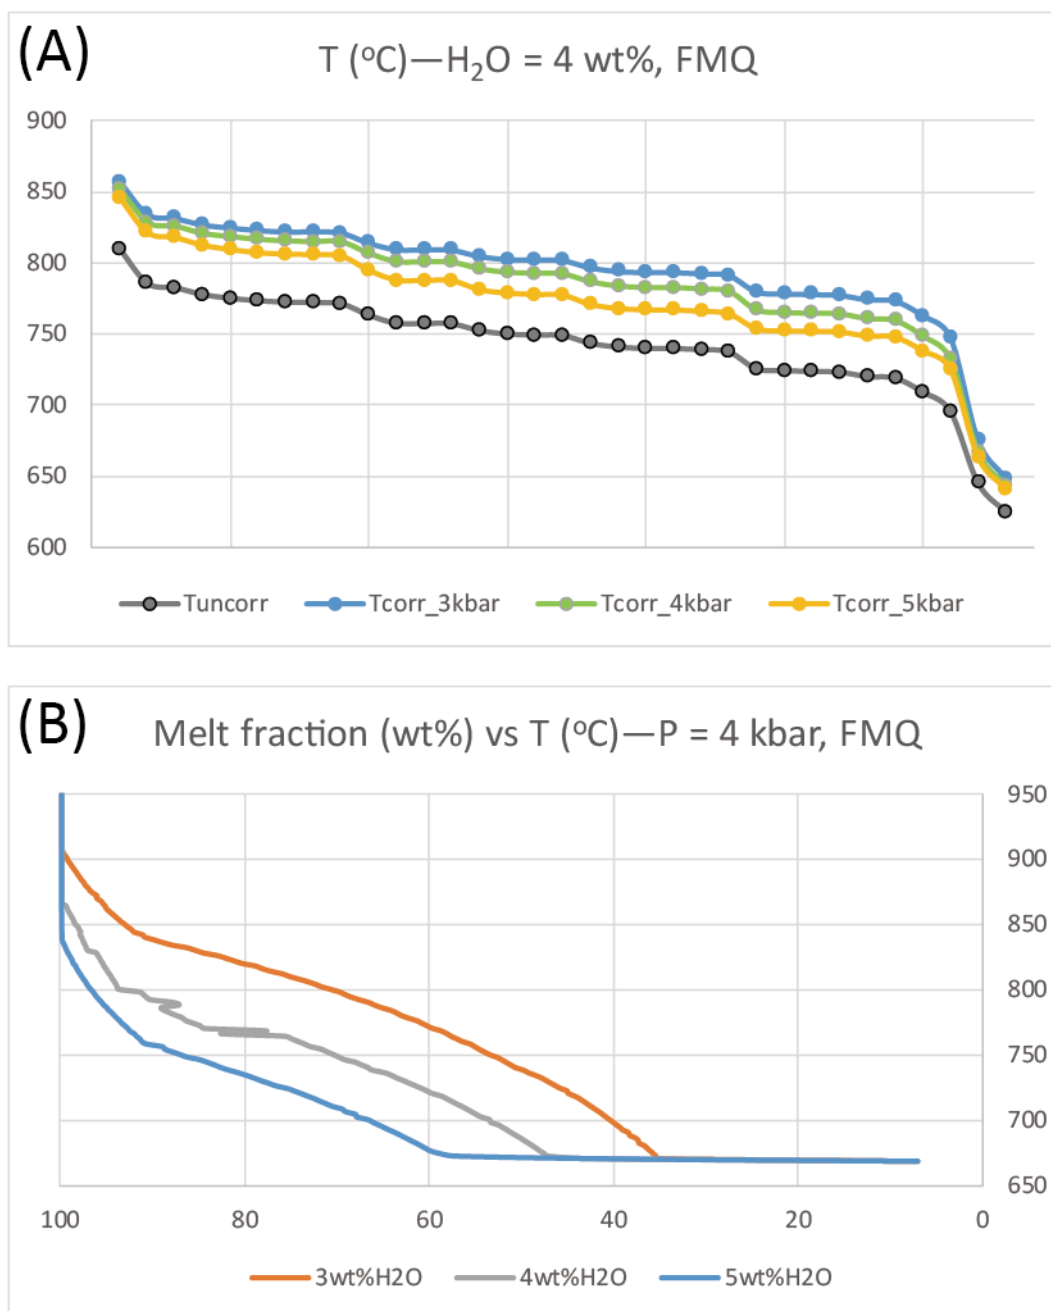 (A)
T (°C)—H₂O = 4 wt%, FMQ
900
850
800
750
700
650
600
Tuncorr Tcorr_3kbar Tcorr_4kbar Tcorr_5kbar
(B)
Melt fraction (wt%) vs T (°C)—P = 4 kbar, FMQ
950
900
850
800
750
700
650
100 80 60 40 20 0
3wt%H2O 4wt%H2O 5wt%H2O